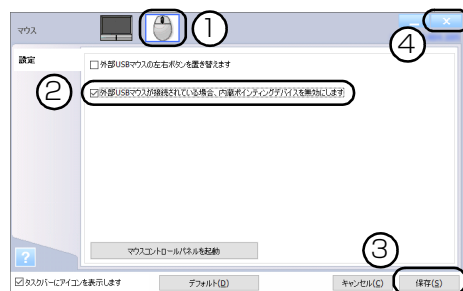 マウス
①
④
設定
外部USBマウスの左右ボタンを置き替えます
②
外部USBマウスが接続されている場合、内蔵ポインティングデバイスを無効にします
マウスコントロールパネルを起動
?
③
タスクバーにアイコンを表示します
デフォルト(D)
キャンセル(C)
保存(S)